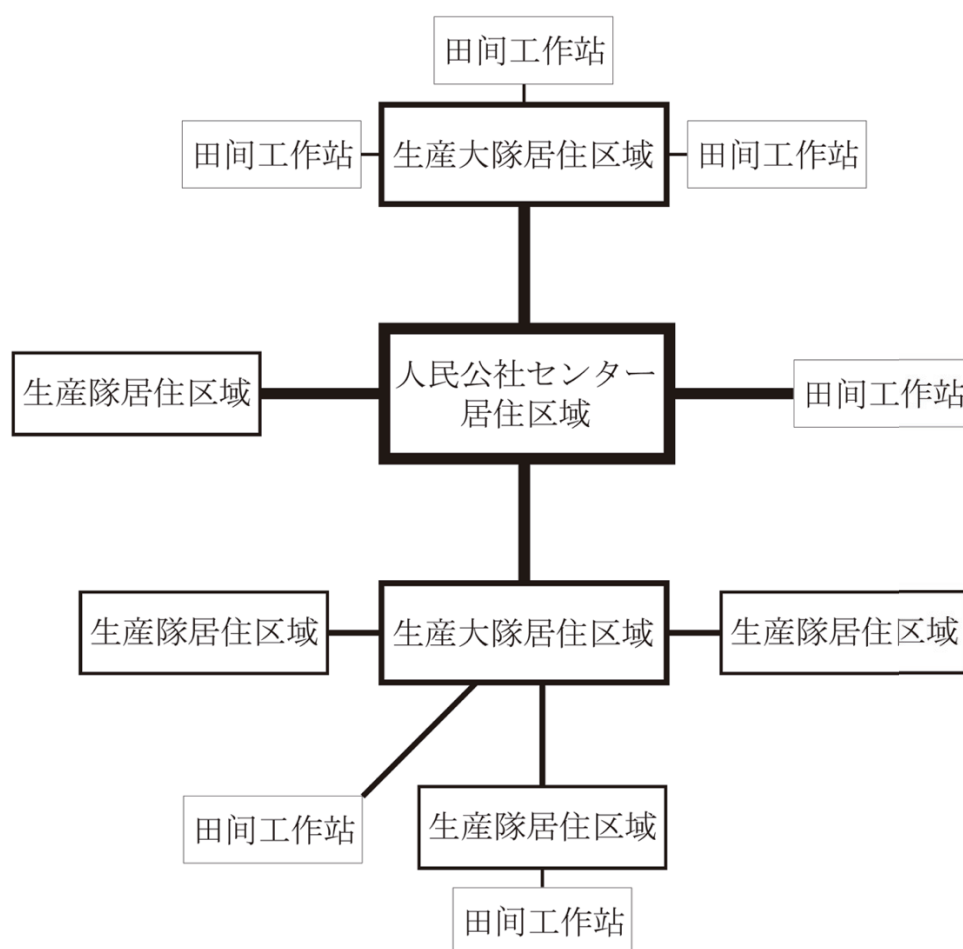 田间工作站
田间工作站
生産大隊居住区域
田间工作站
人民公社センター
居住区域
生産隊居住区域
田间工作站
生産隊居住区域
生産大隊居住区域
生産隊居住区域
田间工作站
生産隊居住区域
田间工作站